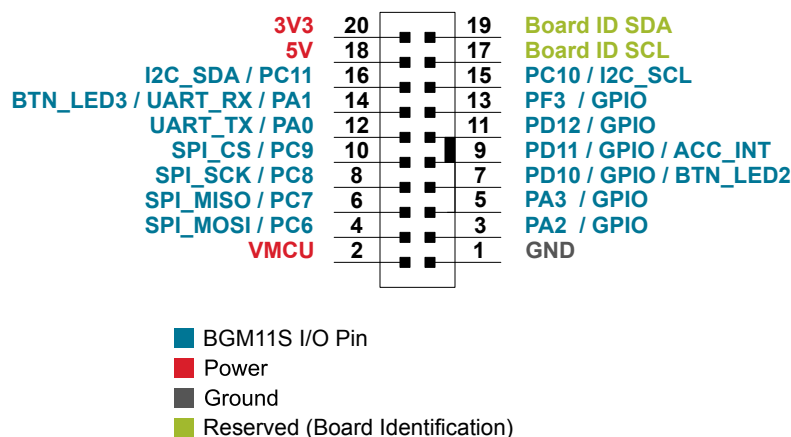 3V3 20 19 Board ID SDA
5V 18 17 Board ID SCL
I2C_SDA / PC11 16 15 PC10 / I2C_SCL
BTN_LED3 / UART_RX / PA1 14 13 PF3 / GPIO
UART_TX / PA0 12 11 PD12 / GPIO
SPI_CS / PC9 10 9 PD11 / GPIO / ACC_INT
SPI_SCK / PC8 8 7 PD10 / GPIO / BTN_LED2
SPI_MISO / PC7 6 5 PA3 / GPIO
SPI_MOSI / PC6 4 3 PA2 / GPIO
VMCU 2 1 GND
BGM11S I/O Pin
Power
Ground
Reserved (Board Identification)